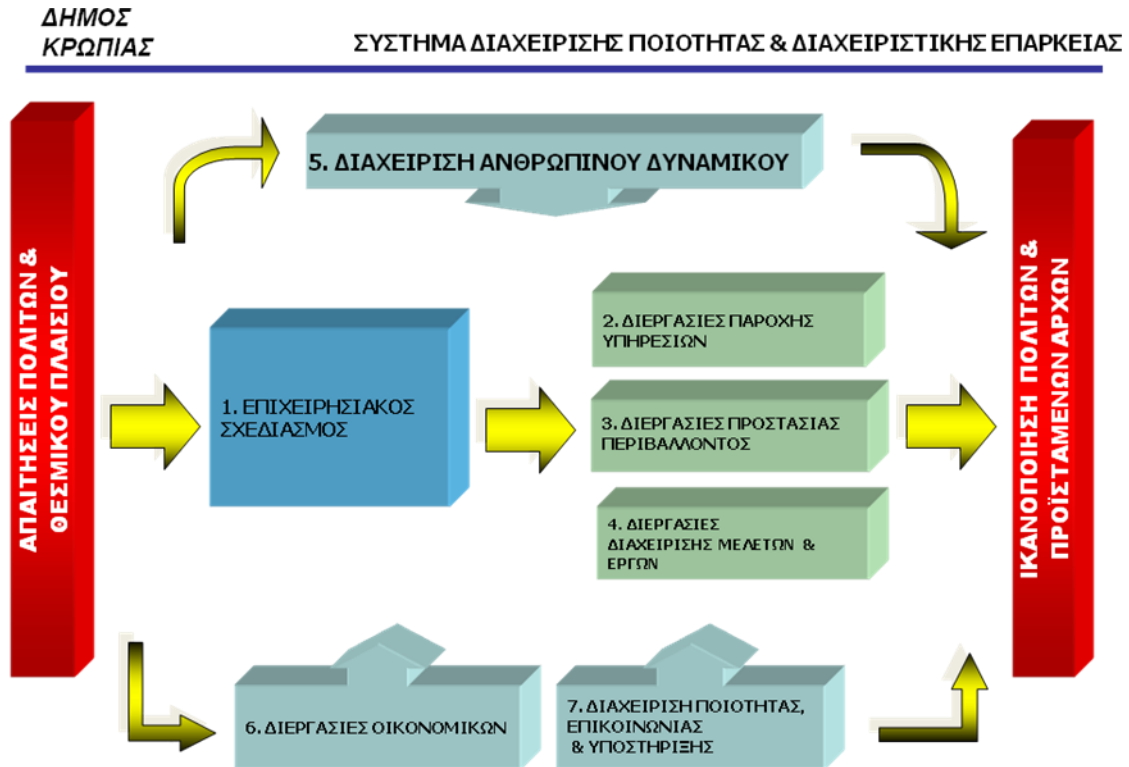 ΔΗΜΟΣ
ΚΡΩΠΙΑΣ
ΣΥΣΤΗΜΑ ΔΙΑΧΕΙΡΙΣΗΣ ΠΟΙΟΤΗΤΑΣ & ΔΙΑΧΕΙΡΙΣΤΙΚΗΣ ΕΠΑΡΚΕΙΑΣ
ΑΠΑΙΤΗΣΕΙΣ ΠΟΛΙΤΩΝ &
ΘΕΣΜΙΚΟΥ ΠΛΑΙΣΙΟΥ
5. ΔΙΑΧΕΙΡΙΣΗ ΑΝΘΡΩΠΙΝΟΥ ΔΥΝΑΜΙΚΟΥ
1. ΕΠΙΧΕΙΡΗΣΙΑΚΟΣ
ΣΧΕΔΙΑΣΜΟΣ
2. ΔΙΕΡΓΑΣΙΕΣ ΠΑΡΟΧΗΣ
ΥΠΗΡΕΣΙΩΝ
3. ΔΙΕΡΓΑΣΙΕΣ ΠΡΟΣΤΑΣΙΑΣ
ΠΕΡΙΒΑΛΛΟΝΤΟΣ
4. ΔΙΕΡΓΑΣΙΕΣ
ΔΙΑΧΕΙΡΙΣΗΣ ΜΕΛΕΤΩΝ &
ΕΡΓΩΝ
6. ΔΙΕΡΓΑΣΙΕΣ ΟΙΚΟΝΟΜΙΚΩΝ
7. ΔΙΑΧΕΙΡΙΣΗ ΠΟΙΟΤΗΤΑΣ,
ΕΠΙΚΟΙΝΩΝΙΑΣ
& ΥΠΟΣΤΗΡΙΞΗΣ
ΙΚΑΝΟΠΟΙΗΣΗ ΠΟΛΙΤΩΝ &
ΠΡΟΪΣΤΑΜΕΝΩΝ ΑΡΧΩΝ